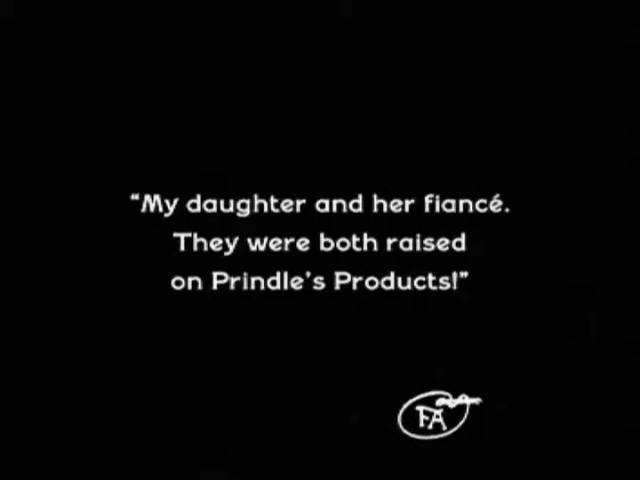 “My daughter and her fiancé.
They were both raised
on Prindle's Products!”
FA